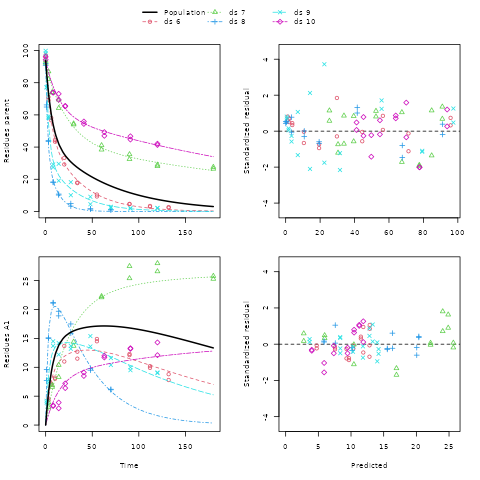 Population
ds 7
ds 9
ds 6
ds 8
ds 10
Residues parent
0 20 40 60 80 100
0 50 100 150
Standardized residual
-4 -2 0 2 4
0 20 40 60 80 100
Residues A1
0 5 10 15 20 25
0 50 100 150
Time
Standardized residual
-4 -2 0 2 4
0 5 10 15 20 25
Predicted